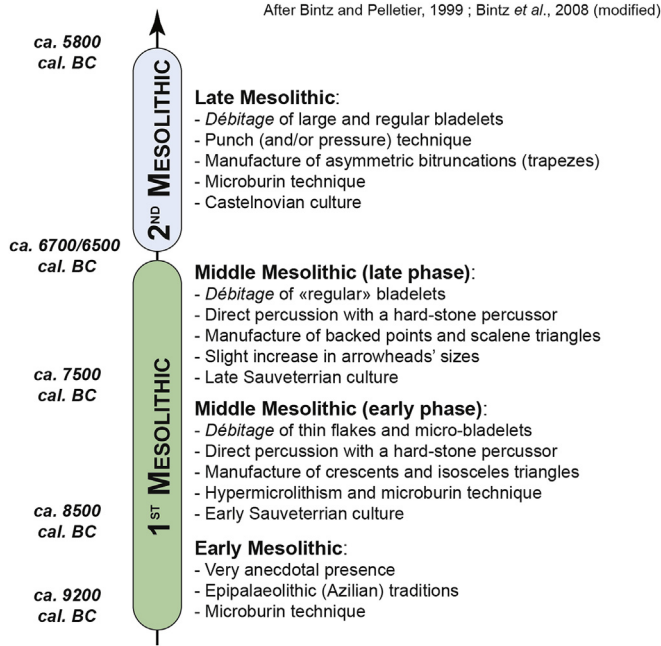 After Bintz and Pelletier, 1999 ; Bintz et al., 2008 (modified)
ca. 5800
cal. BC
2ND MESOLITHIC
Late Mesolithic:
- Débitage of large and regular bladelets
- Punch (and/or pressure) technique
- Manufacture of asymmetric bitruncations (trapezes)
- Microburin technique
- Castelnovian culture
ca. 6700/6500
cal. BC
1ST MESOLITHIC
Middle Mesolithic (late phase):
- Débitage of «regular» bladelets
- Direct percussion with a hard-stone percussor
- Manufacture of backed points and scalene triangles
- Slight increase in arrowheads’ sizes
- Late Sauveterrian culture
ca. 7500
cal. BC
Middle Mesolithic (early phase):
- Débitage of thin flakes and micro-bladelets
- Direct percussion with a hard-stone percussor
- Manufacture of crescents and isosceles triangles
- Hypermicrolithism and microburin technique
- Early Sauveterrian culture
ca. 8500
cal. BC
Early Mesolithic:
- Very anecdotal presence
- Epipalaeolithic (Azilian) traditions
- Microburin technique
ca. 9200
cal. BC